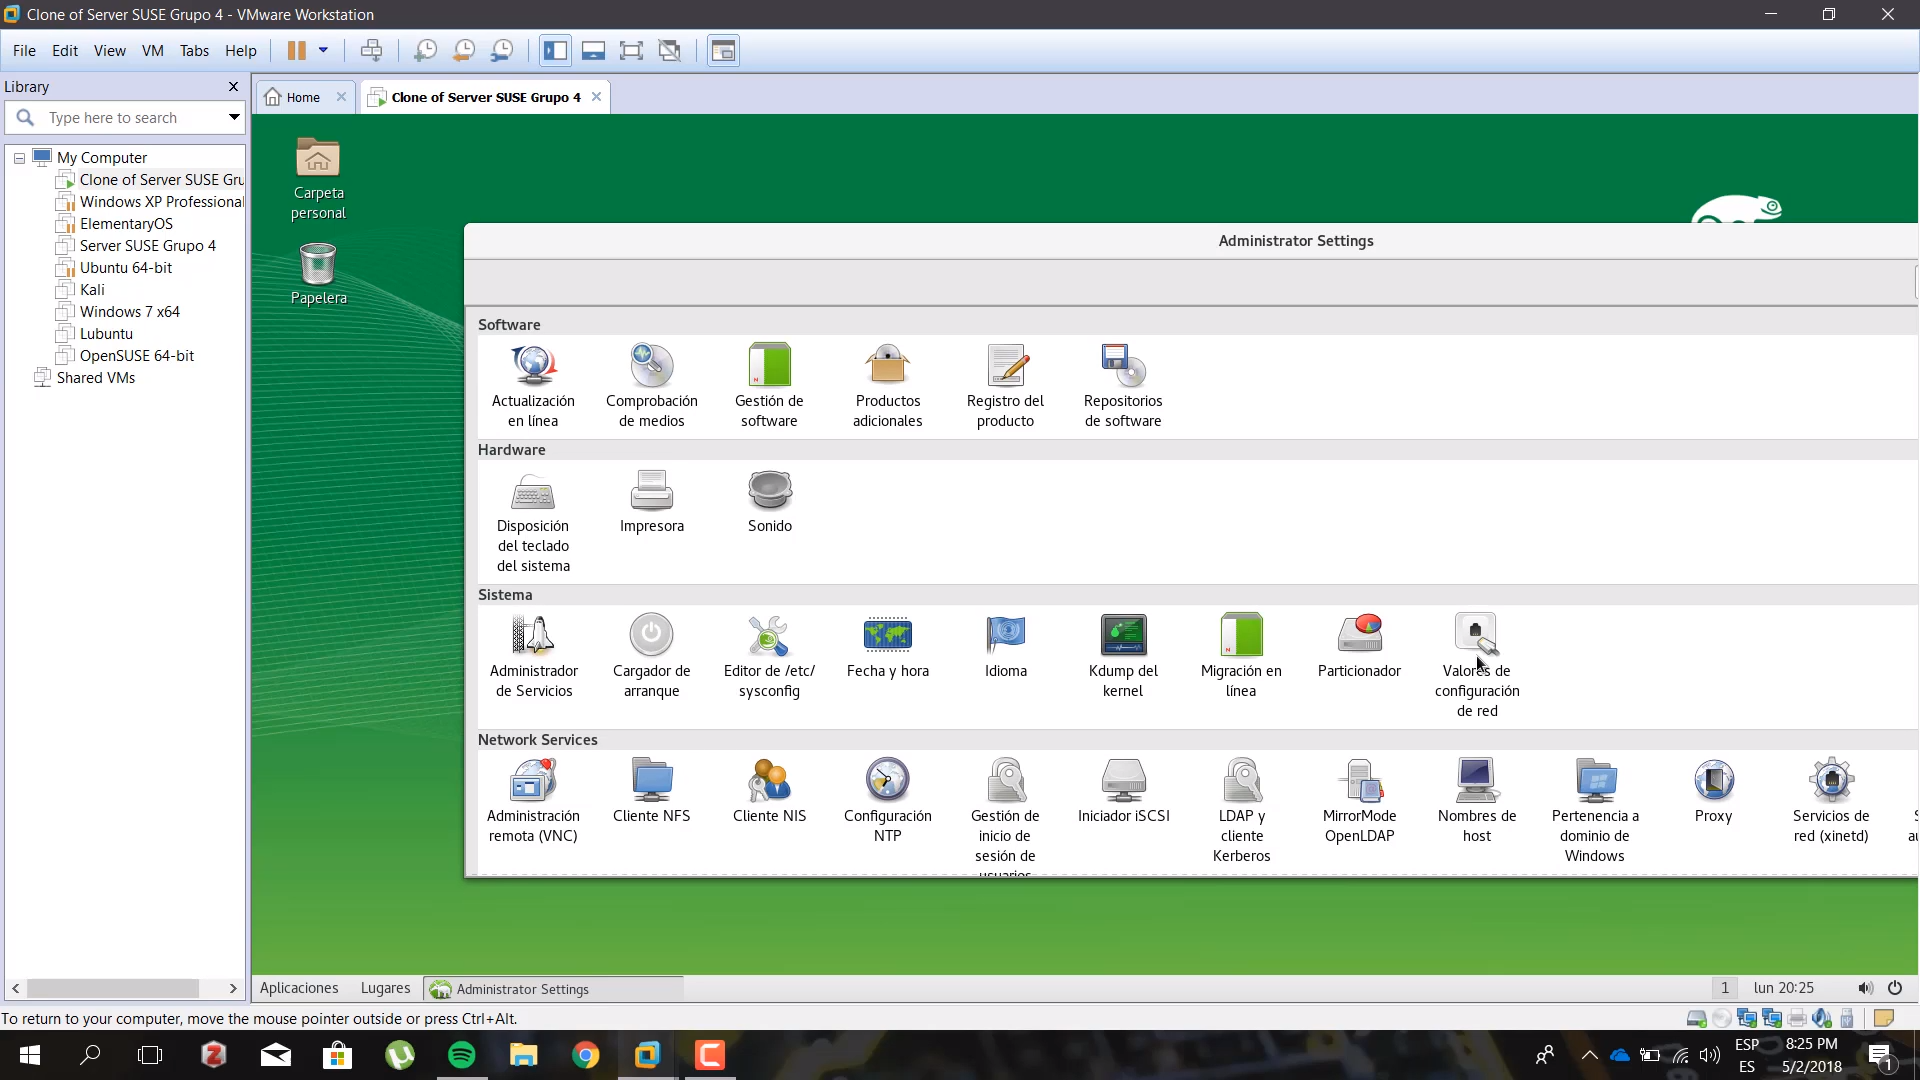 Clone of Server SUSE Grupo 4 - VMware Workstation
File Edit View VM Tabs Help
Library
Home
Clone of Server SUSE Grupo 4
Type here to search
My Computer
Clone of Server SUSE Gru
Windows XP Professional
ElementaryOS
Server SUSE Grupo 4
Ubuntu 64-bit
Kali
Windows 7 x64
Lubuntu
OpenSUSE 64-bit
Shared VMs
Carpeta
personal
Papelera
Administrator Settings
Software
Actualización
en línea
Comprobación
de medios
Gestión de
software
Productos
adicionales
Registro del
producto
Repositorios
de software
Hardware
Disposición
del teclado
del sistema
Impresora
Sonido
Sistema
Administrador
de Servicios
Cargador de
arranque
Editor de /etc/
sysconfig
Fecha y hora
Idioma
Kdump del
kernel
Migración en
línea
Particionador
Valores de
configuración
de red
Network Services
Administración
remota (VNC)
Cliente NFS
Cliente NIS
Configuración
NTP
Gestión de
inicio de
sesión de
usuarios
Iniciador iSCSI
LDAP y
cliente
Kerberos
MirrorMode
OpenLDAP
Nombres de
host
Pertenencia a
dominio de
Windows
Proxy
Servicios de
red (xinetd)
Aplicaciones Lugares Administrator Settings
1 lun 20:25
To return to your computer, move the mouse pointer outside or press Ctrl+Alt.
ESP
ES
8:25 PM
5/2/2018
1